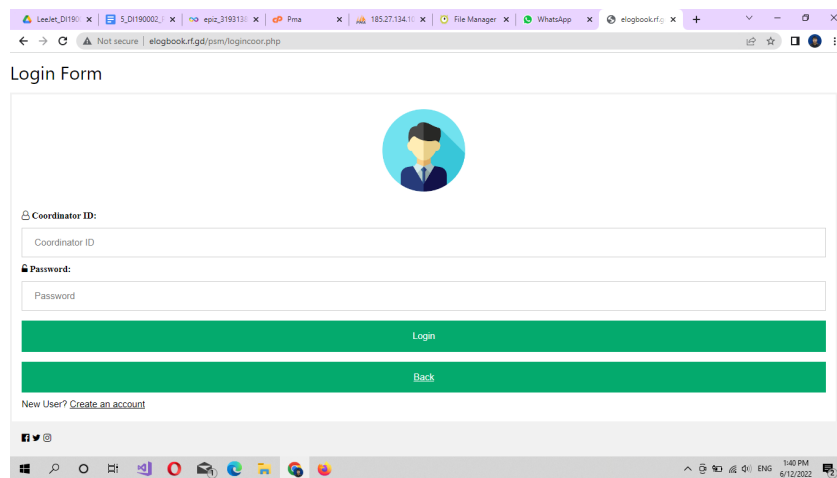 LeeJet_DI190
5_DI190002_F
epiz_3193138
Pma
185.27.134.10
File Manager
WhatsApp
elogbook.rf.g
Not secure | elogbook.rf.gd/psm/logincoor.php
Login Form
Coordinator ID:
Coordinator ID
Password:
Password
Login
Back
New User? Create an account
ENG
1:40 PM
6/12/2022